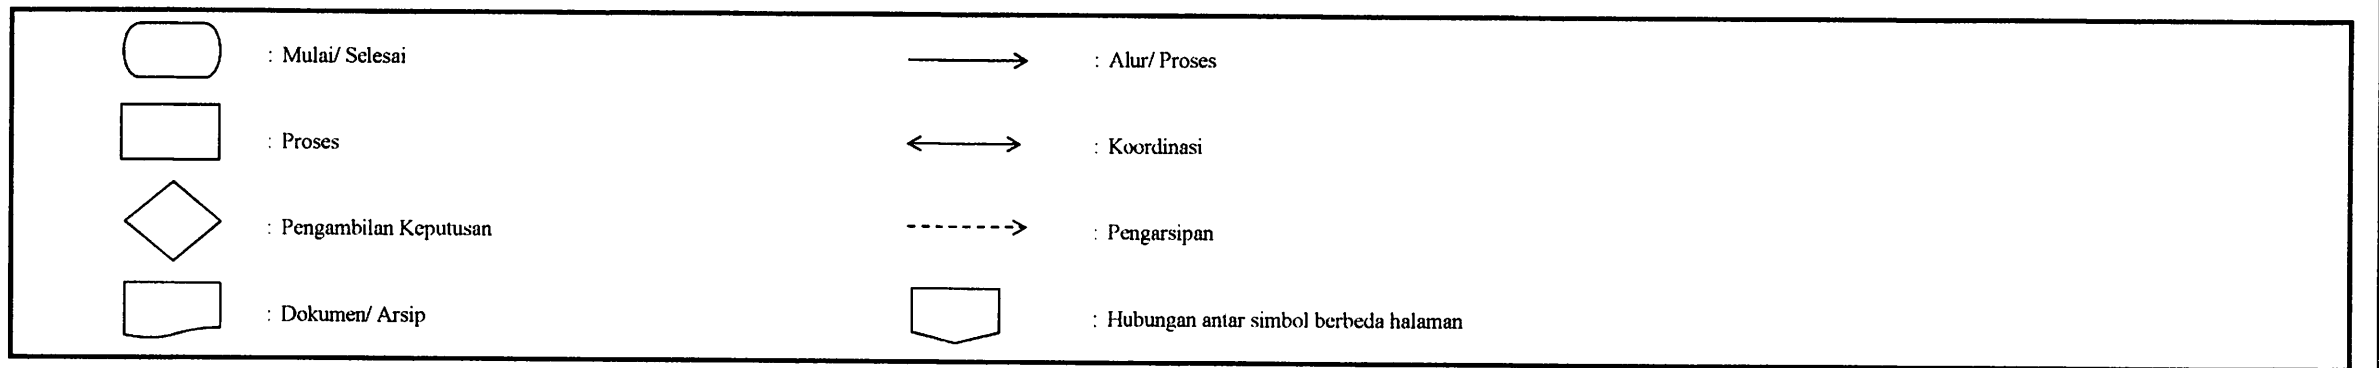 : Mulai/ Selesai
: Proses
: Pengambilan Keputusan
: Dokumen/ Arsip
: Alur/ Proses
: Koordinasi
: Pengarsipan
: Hubungan antar simbol berbeda halaman